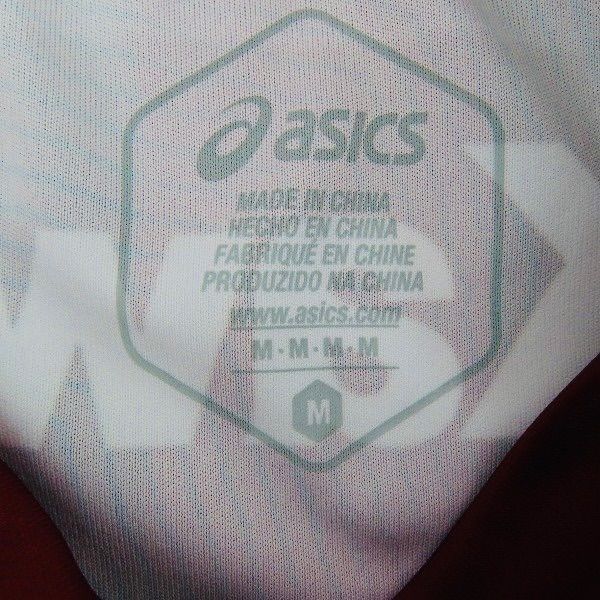 asics
MADE IN CHINA
HECHO EN CHINA
FABRIQUÉ EN CHINE
PRODUZIDO NA CHINA
www.asics.com
M · M · M · M
M